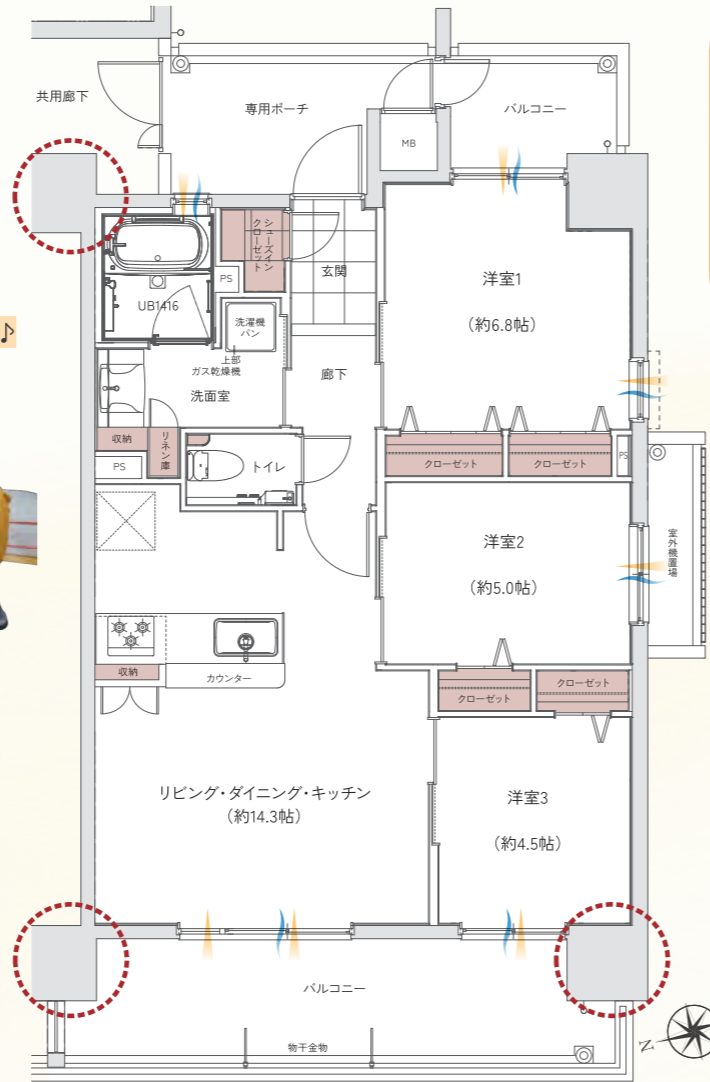 共用廊下
専用ポーチ
バルコニー
MB
♪
シューズイン
クローゼット
玄関
PS
UB1416
洗濯機
パン
上部
ガス乾燥機
洗面室
廊下
洋室1
（約6.8帖）
収納
リネン庫
PS
トイレ
クローゼット
クローゼット
PS
洋室2
（約5.0帖）
室外機置場
収納
カウンター
クローゼット
クローゼット
リビング・ダイニング・キッチン
（約14.3帖）
洋室3
（約4.5帖）
バルコニー
物干金物
N